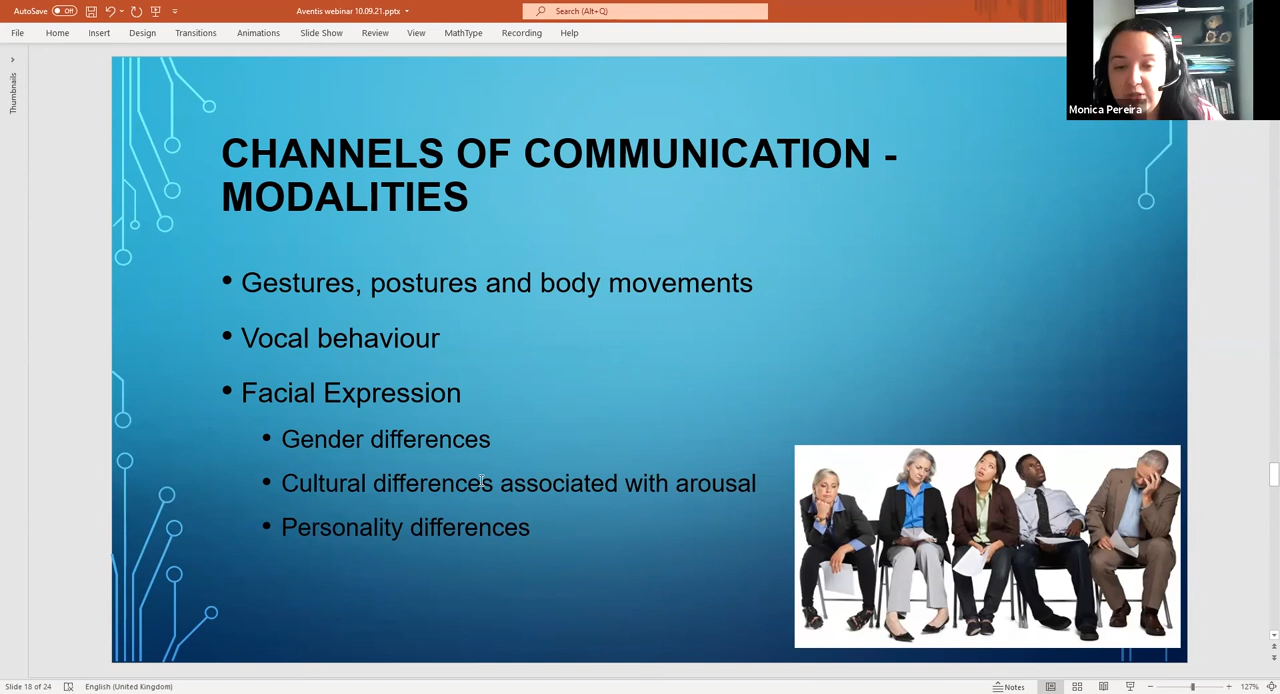 AutoSave Off
Aventis webinar 10.09.21.pptx
Search (Alt+Q)
File Home Insert Design Transitions Animations Slide Show Review View MathType Recording Help
Monica Pereira
Thumbnails
CHANNELS OF COMMUNICATION -
MODALITIES
• Gestures, postures and body movements
• Vocal behaviour
• Facial Expression
• Gender differences
• Cultural differences associated with arousal
• Personality differences
Slide 18 of 24 English (United Kingdom) Notes 127%